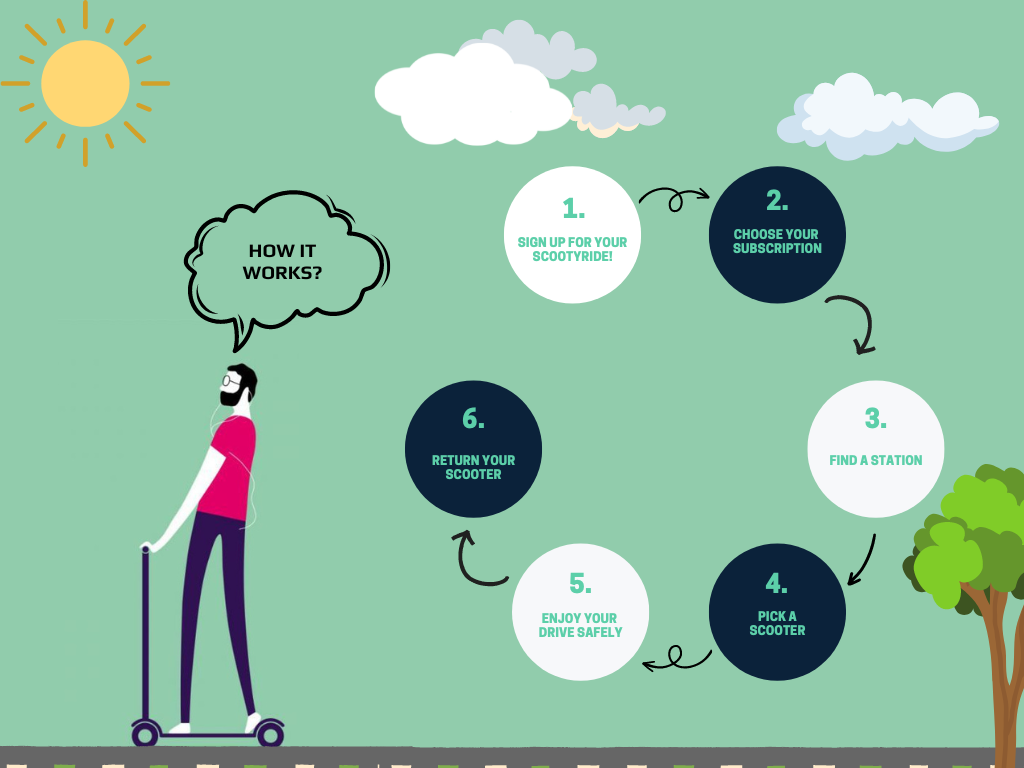 HOW IT
WORKS?
1.
SIGN UP FOR YOUR
SCOOTYRIDE!
2.
CHOOSE YOUR
SUBSCRIPTION
3.
FIND A STATION
4.
PICK A
SCOOTER
5.
ENJOY YOUR
DRIVE SAFELY
6.
RETURN YOUR
SCOOTER